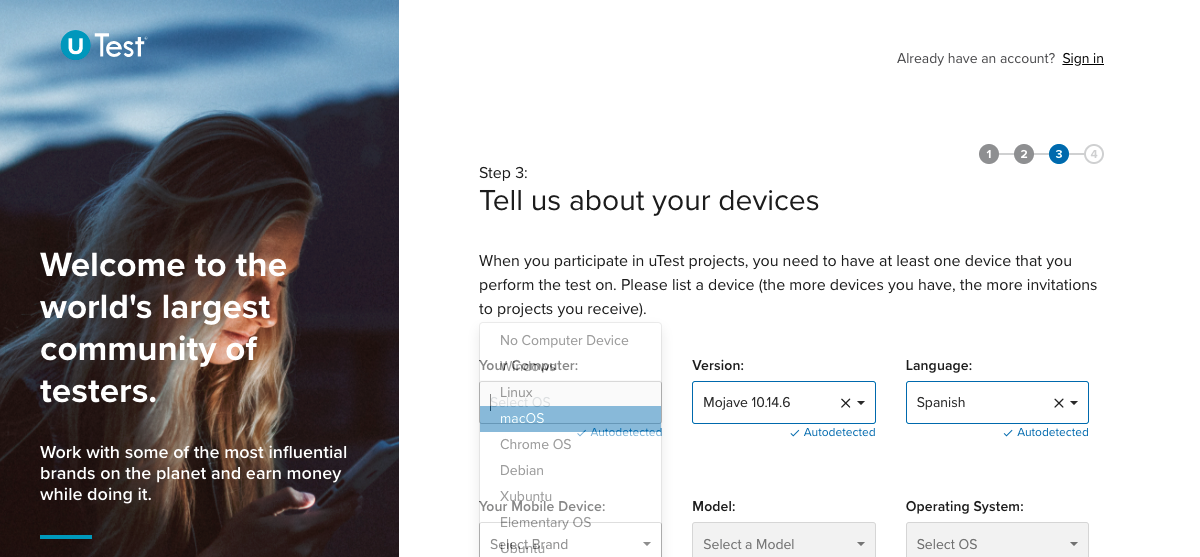 uTest
Already have an account? Sign in
1 2 3 4
Step 3:
Tell us about your devices
Welcome to the
world's largest
community of
testers.
Work with some of the most influential
brands on the planet and earn money
while doing it.
When you participate in uTest projects, you need to have at least one device that you
perform the test on. Please list a device (the more devices you have, the more invitations
to projects you receive).
No Computer Device
Your Computer:
Windows
Version:
Language:
Linux
Select OS
Mojave 10.14.6
Spanish
macOS
Autodetected
Autodetected
Autodetected
Chrome OS
Debian
Xubuntu
Your Mobile Device:
Model:
Operating System:
Elementary OS
Select Brand
Select a Model
Select OS
Ubuntu